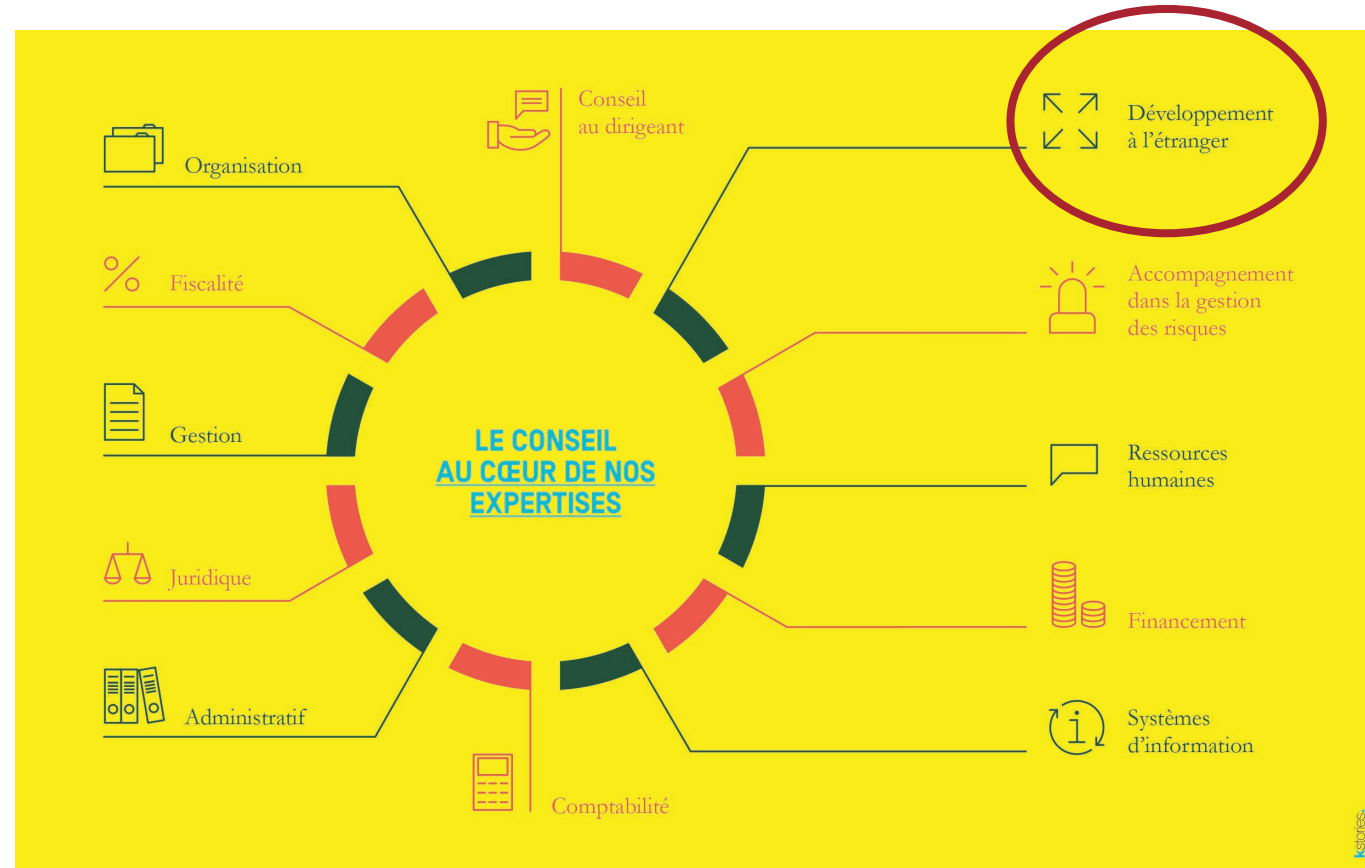 Conseil
au dirigeant
Développement
à l'étranger
Organisation
Fiscalité
Accompagnement
dans la gestion
des risques
Gestion
LE CONSEIL
AU CŒUR DE NOS
EXPERTISES
Ressources
humaines
Juridique
Financement
Administratif
Systèmes
d'information
Comptabilité
kstories.